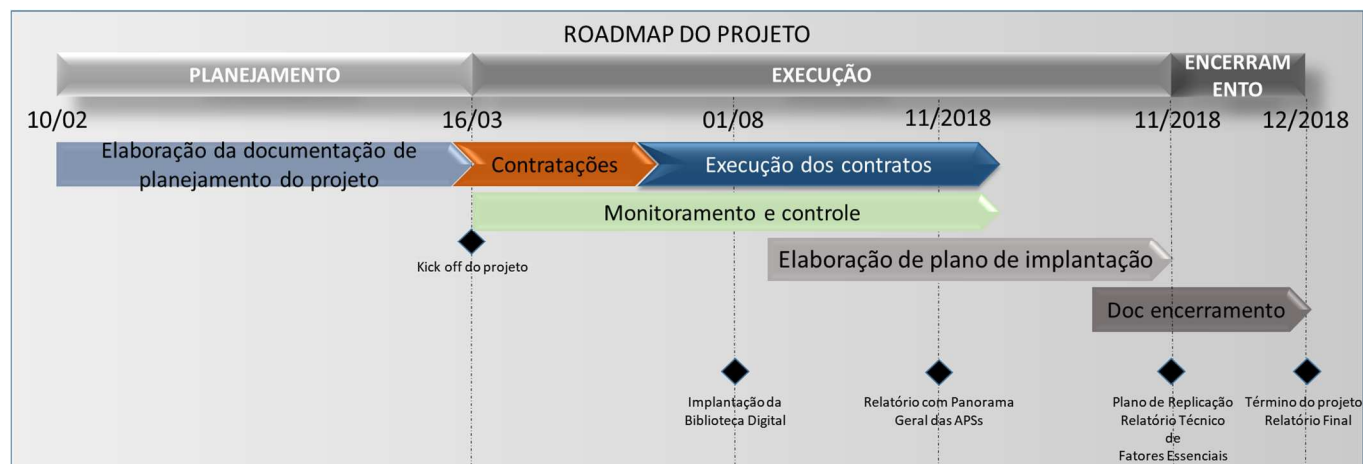 ROADMAP DO PROJETO
PLANEJAMENTO
EXECUÇÃO
ENCERRAM
ENTO
10/02
16/03
01/08
11/2018
11/2018
12/2018
Elaboração da documentação de
planejamento do projeto
Contratações
Execução dos contratos
Monitoramento e controle
Kick off do projeto
Elaboração de plano de implantação
Doc encerramento
Implantação da
Biblioteca Digital
Relatório com Panorama
Geral das APSs
Plano de Replicação
Relatório Técnico
de
Fatores Essenciais
Término do projeto
Relatório Final